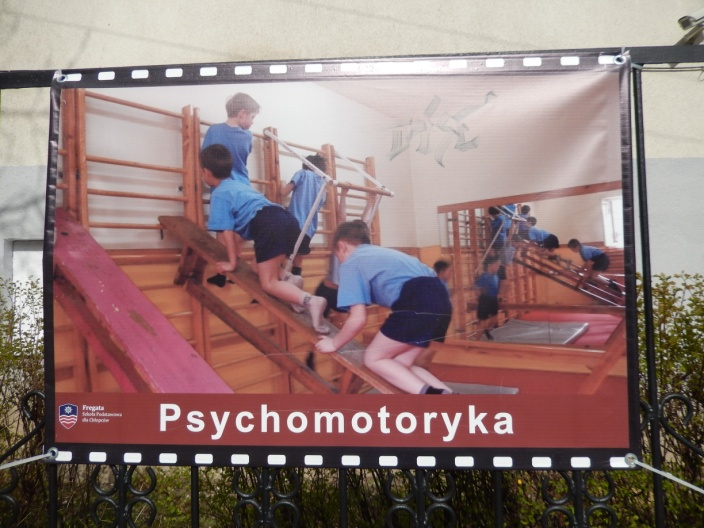 Fregata
Szkoła Podstawowa
dla Chłopców
Psychomotoryka